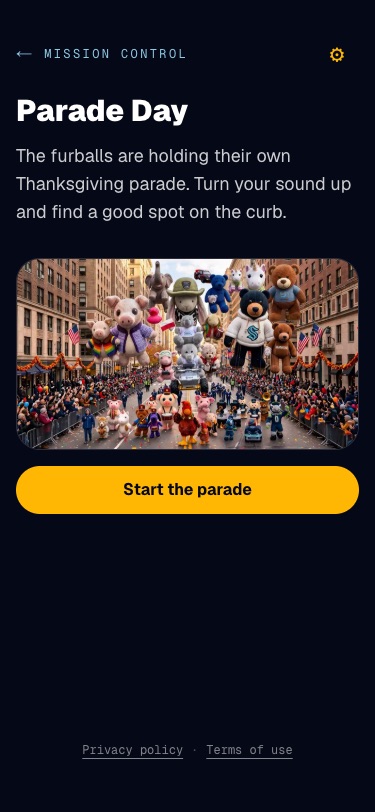 ← MISSION CONTROL
Parade Day
The furballs are holding their own
Thanksgiving parade. Turn your sound up
and find a good spot on the curb.
Start the parade
Privacy policy · Terms of use